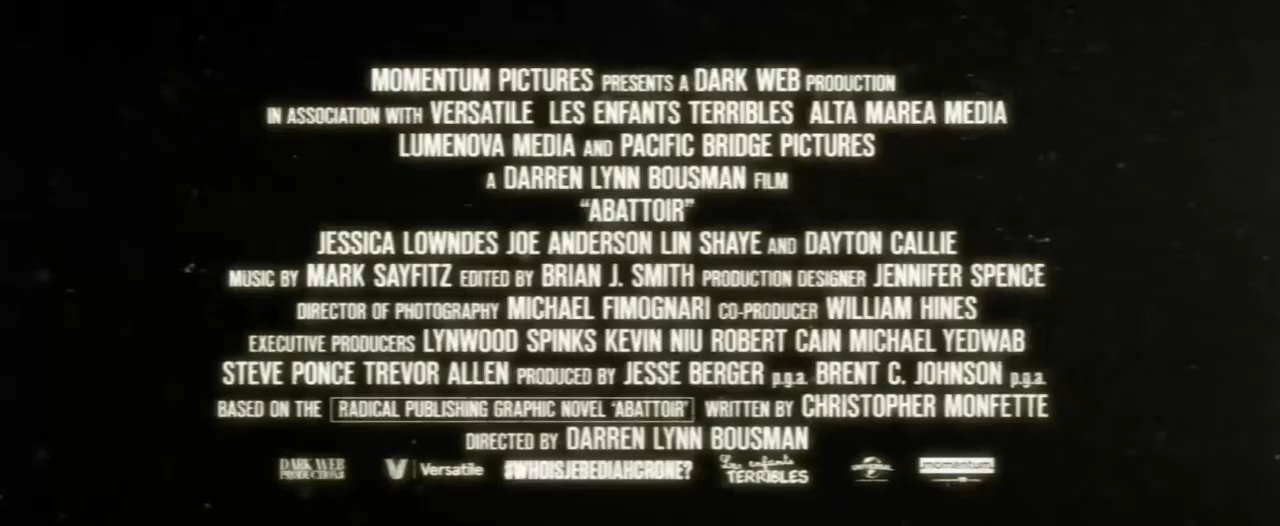 MOMENTUM PICTURES PRESENTS A DARK WEB PRODUCTION
IN ASSOCIATION WITH VERSATILE LES ENFANTS TERRIBLES ALTA MAREA MEDIA
LUMENOVA MEDIA AND PACIFIC BRIDGE PICTURES
A DARREN LYNN BOUSMAN FILM
"ABATTOIR"
JESSICA LOWNDES JOE ANDERSON LIN SHAYE AND DAYTON CALLIE
MUSIC BY MARK SAYFITZ EDITED BY BRIAN J. SMITH PRODUCTION DESIGNER JENNIFER SPENCE
DIRECTOR OF PHOTOGRAPHY MICHAEL FIMOGNARI CO-PRODUCER WILLIAM HINES
EXECUTIVE PRODUCERS LYNWOOD SPINKS KEVIN NIU ROBERT CAIN MICHAEL YEDWAB
STEVE PONCE TREVOR ALLEN PRODUCED BY JESSE BERGER p.g.a. BRENT C. JOHNSON p.g.a.
BASED ON THE RADICAL PUBLISHING GRAPHIC NOVEL 'ABATTOIR' WRITTEN BY CHRISTOPHER MONFETTE
DIRECTED BY DARREN LYNN BOUSMAN
DARK WEB PRODUCTIONS Versatile #WHOISJEBEDIAHCRONE? Les enfants TERRIBLES UNIVERSAL momentum